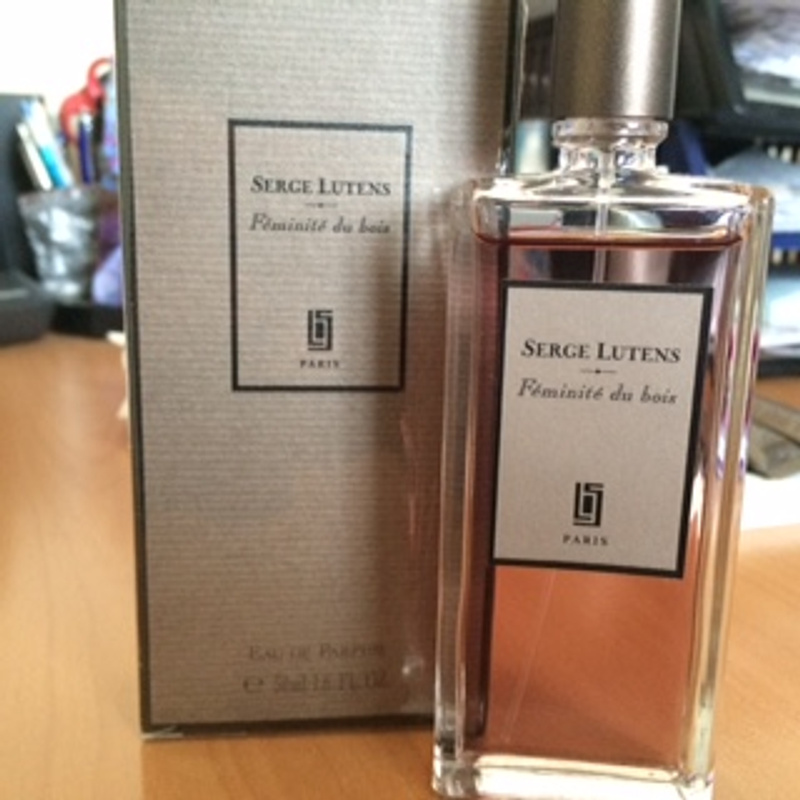 SERGE LUTENS
Féminité du bois
PARIS
EAU DE PARFUM
℮ 50ml 1.6 FL.OZ
SERGE LUTENS
Féminité du bois
PARIS